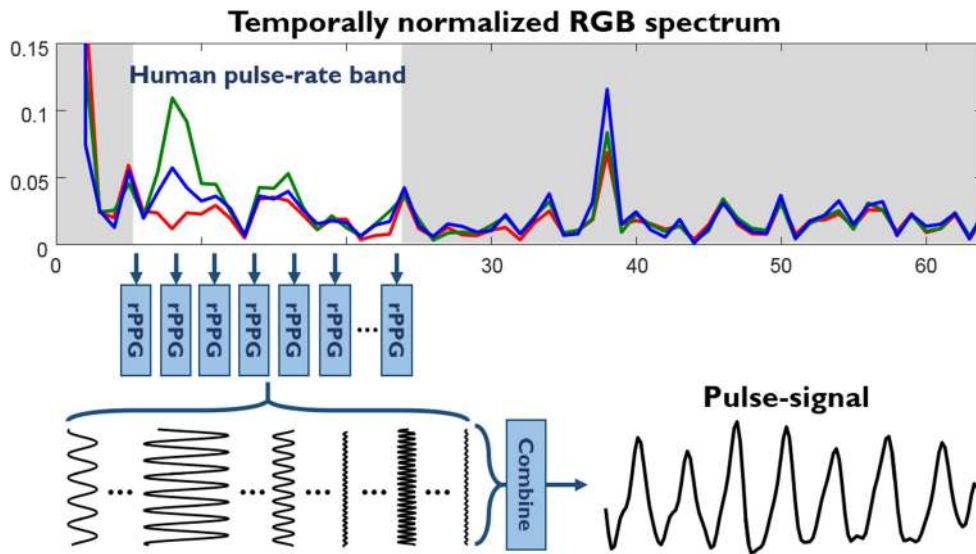 Temporally normalized RGB spectrum
0.15
Human pulse-rate band
0.1
0.05
0
0 30 40 50 60
rPPG rPPG rPPG rPPG rPPG rPPG ... rPPG
Pulse-signal
... ... ... ... ...
Combine